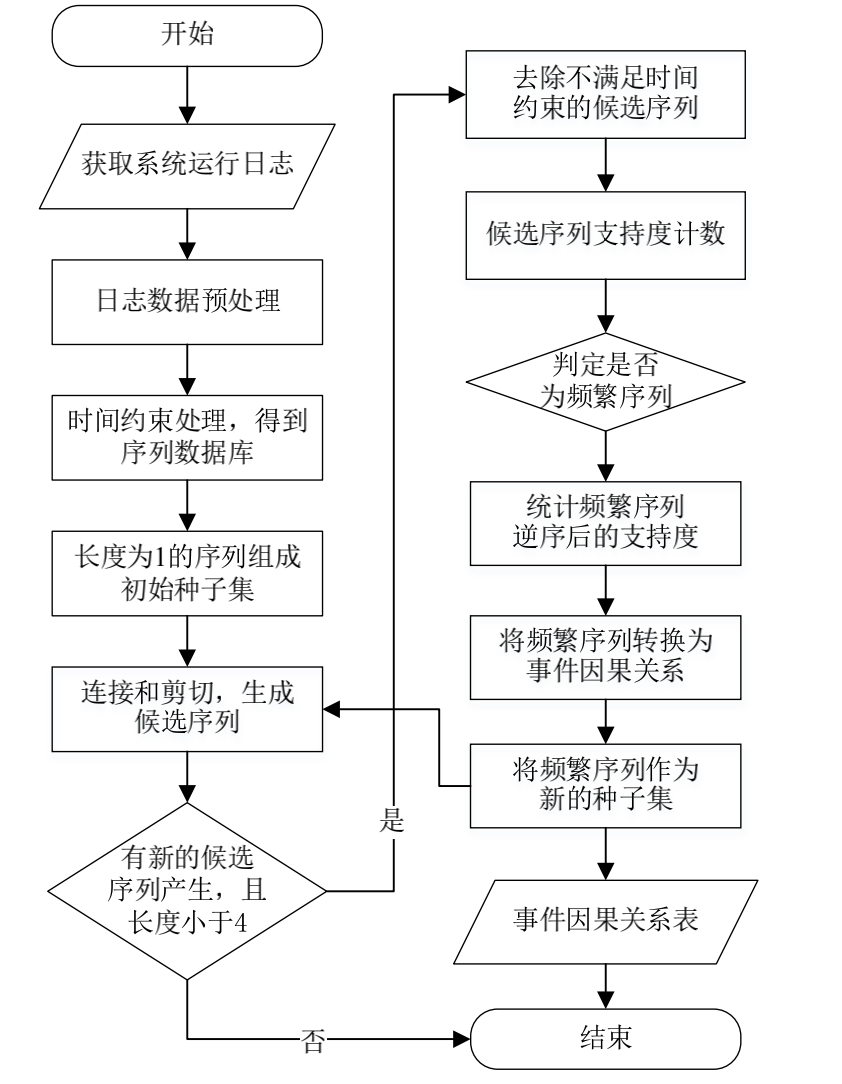 开始
获取系统运行日志
日志数据预处理
时间约束处理，得到
序列数据库
长度为1的序列组成
初始种子集
连接和剪切，生成
候选序列
有新的候选
序列产生，且
长度小于4
是
否
去除不满足时间
约束的候选序列
候选序列支持度计数
判定是否
为频繁序列
统计频繁序列
逆序后的支持度
将频繁序列转换为
事件因果关系
将频繁序列作为
新的种子集
事件因果关系表
结束